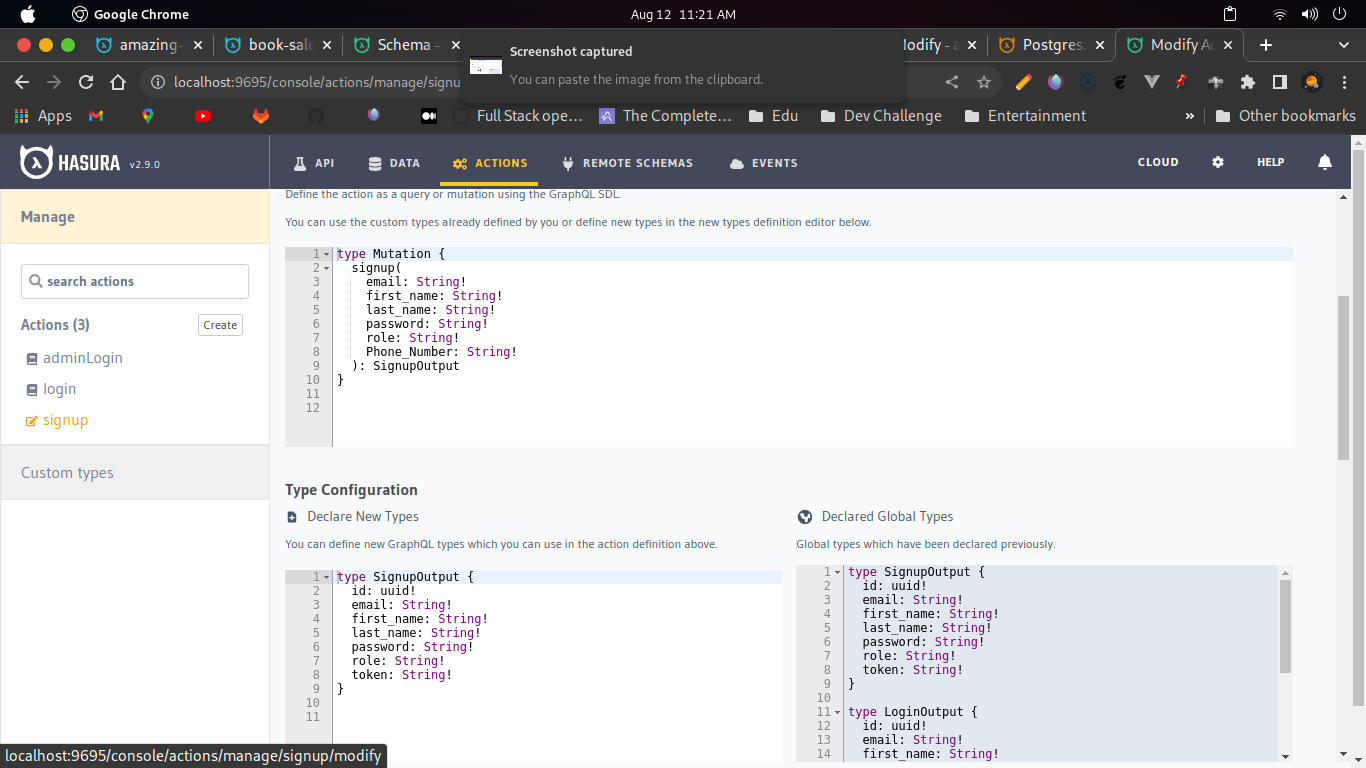 Google Chrome
Aug 12 11:21 AM
amazing-
book-sal
Schema -
Screenshot captured
You can paste the image from the clipboard.
odify - a
Postgres
Modify A
localhost:9695/console/actions/manage/signu
Apps
Full Stack ope…
The Complete…
Edu
Dev Challenge
Entertainment
»
Other bookmarks
HASURA v2.9.0
API
DATA
ACTIONS
REMOTE SCHEMAS
EVENTS
CLOUD
HELP
Manage
search actions
Actions (3)
Create
adminLogin
login
signup
Custom types
Define the action as a query or mutation using the GraphQL SDL.
You can use the custom types already defined by you or define new types in the new types definition editor below.
1 type Mutation {
2 signup(
3 email: String!
4 first_name: String!
5 last_name: String!
6 password: String!
7 role: String!
8 Phone_Number: String!
9 ): SignupOutput
10 }
11
12
Type Configuration
Declare New Types
You can define new GraphQL types which you can use in the action definition above.
1 type SignupOutput {
2 id: uuid!
3 email: String!
4 first_name: String!
5 last_name: String!
6 password: String!
7 role: String!
8 token: String!
9 }
10
11
Declared Global Types
Global types which have been declared previously.
1 type SignupOutput {
2 id: uuid!
3 email: String!
4 first_name: String!
5 last_name: String!
6 password: String!
7 role: String!
8 token: String!
9 }
10
11 type LoginOutput {
12 id: uuid!
13 email: String!
14 first_name: String!
localhost:9695/console/actions/manage/signup/modify